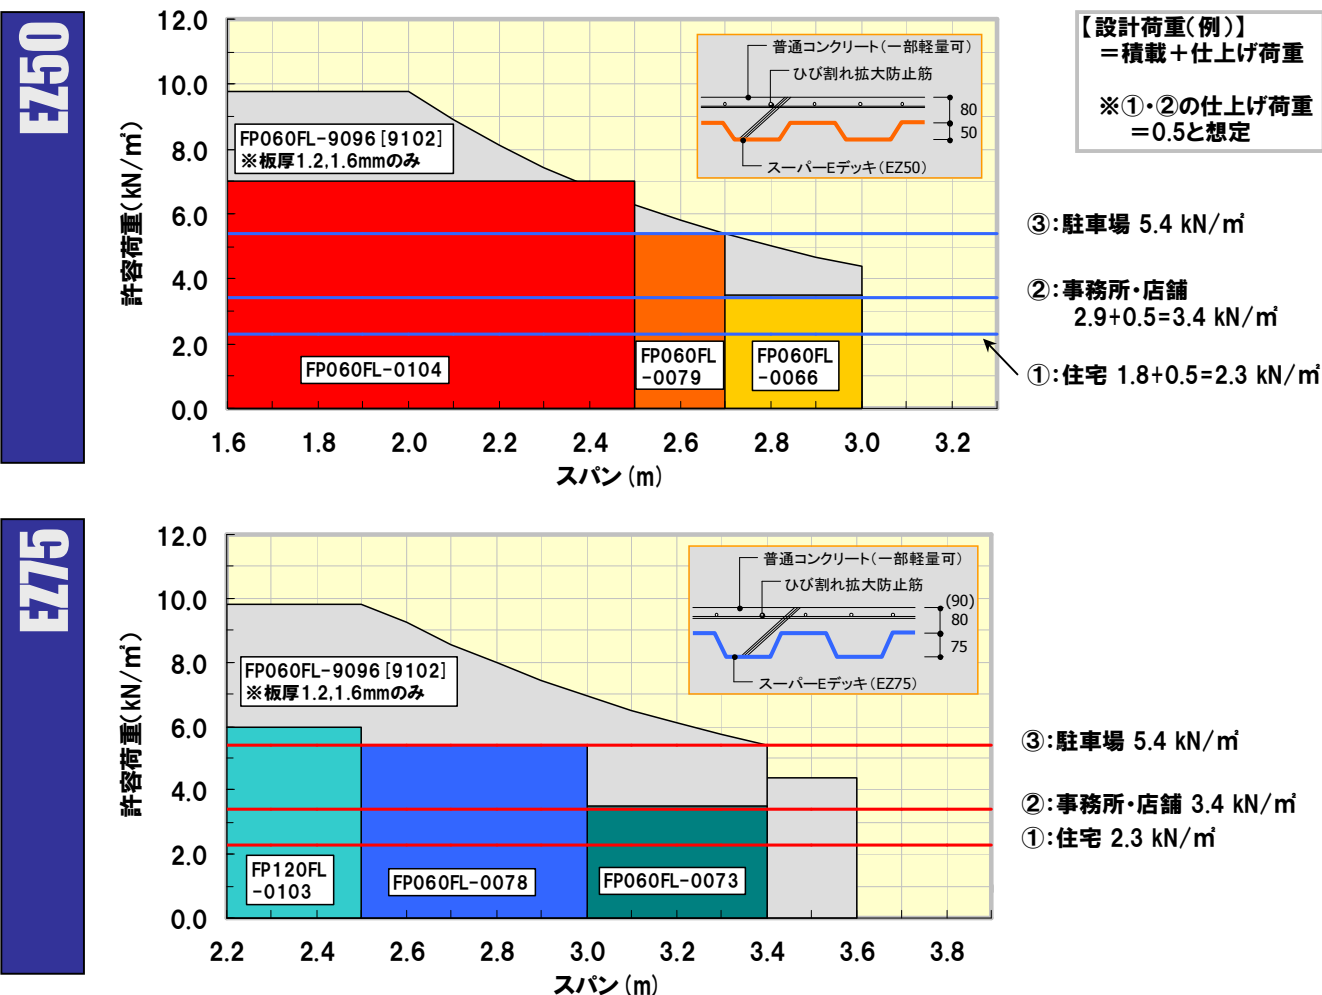 EZ50
許容荷重(kN/㎡)
12.0
10.0
8.0
6.0
4.0
2.0
0.0
FP060FL-9096[9102]
※板厚1.2,1.6mmのみ
普通コンクリート(一部軽量可)
ひび割れ拡大防止筋
80
50
スーパーEデッキ(EZ50)
FP060FL-0104
FP060FL
-0079
FP060FL
-0066
1.6 1.8 2.0 2.2 2.4 2.6 2.8 3.0 3.2
スパン(m)
【設計荷重(例)】
=積載+仕上げ荷重
※①・②の仕上げ荷重
=0.5と想定
③:駐車場 5.4 kN/㎡
②:事務所・店舗
2.9+0.5=3.4 kN/㎡
①:住宅 1.8+0.5=2.3 kN/㎡
EZ75
許容荷重(kN/㎡)
12.0
10.0
8.0
6.0
4.0
2.0
0.0
FP060FL-9096[9102]
※板厚1.2,1.6mmのみ
普通コンクリート(一部軽量可)
ひび割れ拡大防止筋
(90)
80
75
スーパーEデッキ(EZ75)
FP120FL
-0103
FP060FL-0078
FP060FL-0073
2.2 2.4 2.6 2.8 3.0 3.2 3.4 3.6 3.8
スパン(m)
③:駐車場 5.4 kN/㎡
②:事務所・店舗 3.4 kN/㎡
①:住宅 2.3 kN/㎡